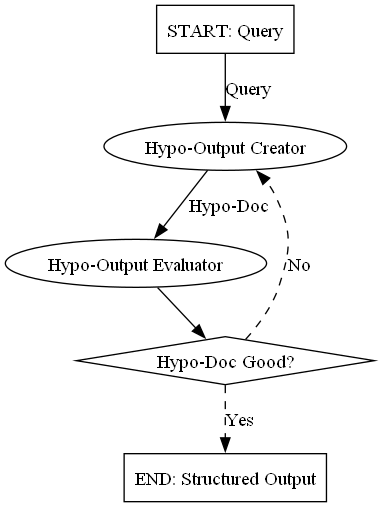 START: Query
Query
Hypo-Output Creator
Hypo-Doc
Hypo-Output Evaluator
No
Hypo-Doc Good?
Yes
END: Structured Output